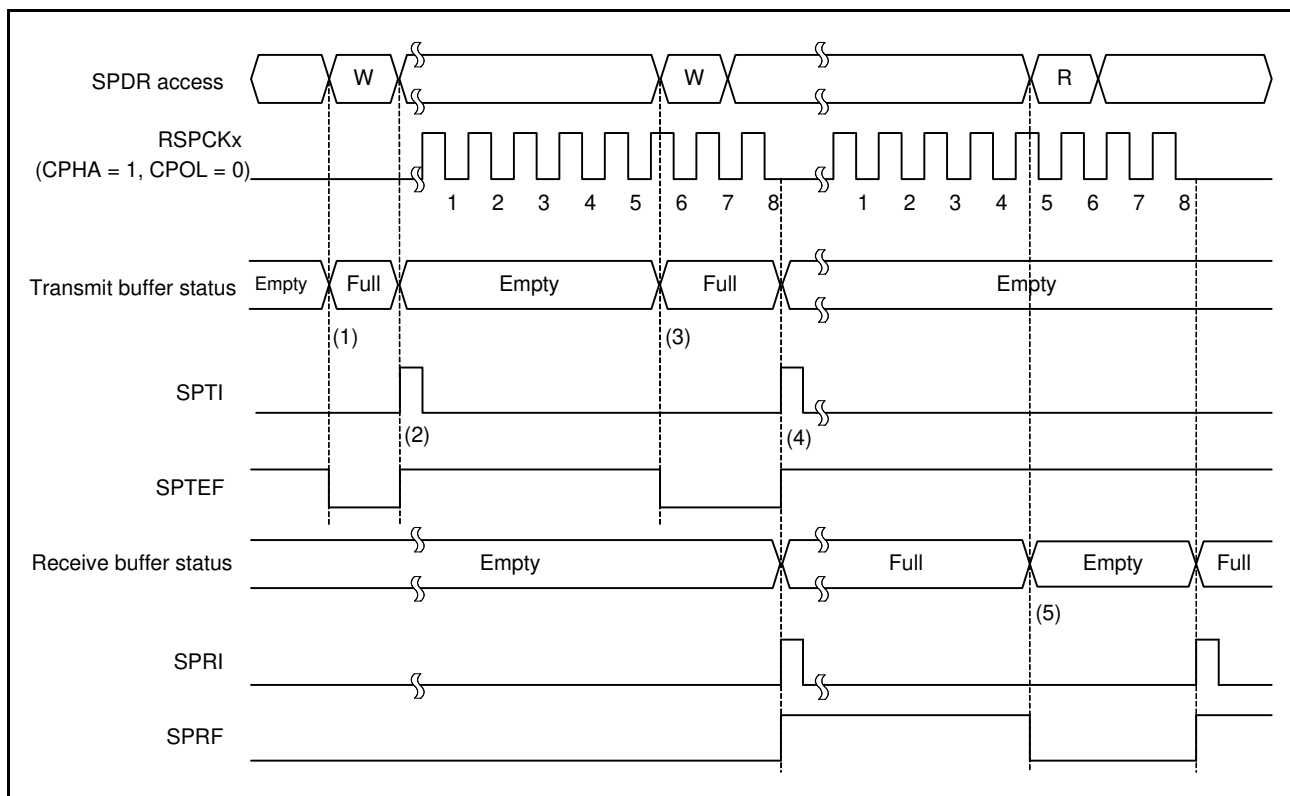 SPDR access W W R
RSPCKx
(CPHA = 1, CPOL = 0)
1 2 3 4 5 6 7 8 1 2 3 4 5 6 7 8
Transmit buffer status Empty Full Empty Full Empty
(1) (3)
SPTI
(2) (4)
SPTEF
Receive buffer status Empty Full Empty Full
(5)
SPRI
SPRF